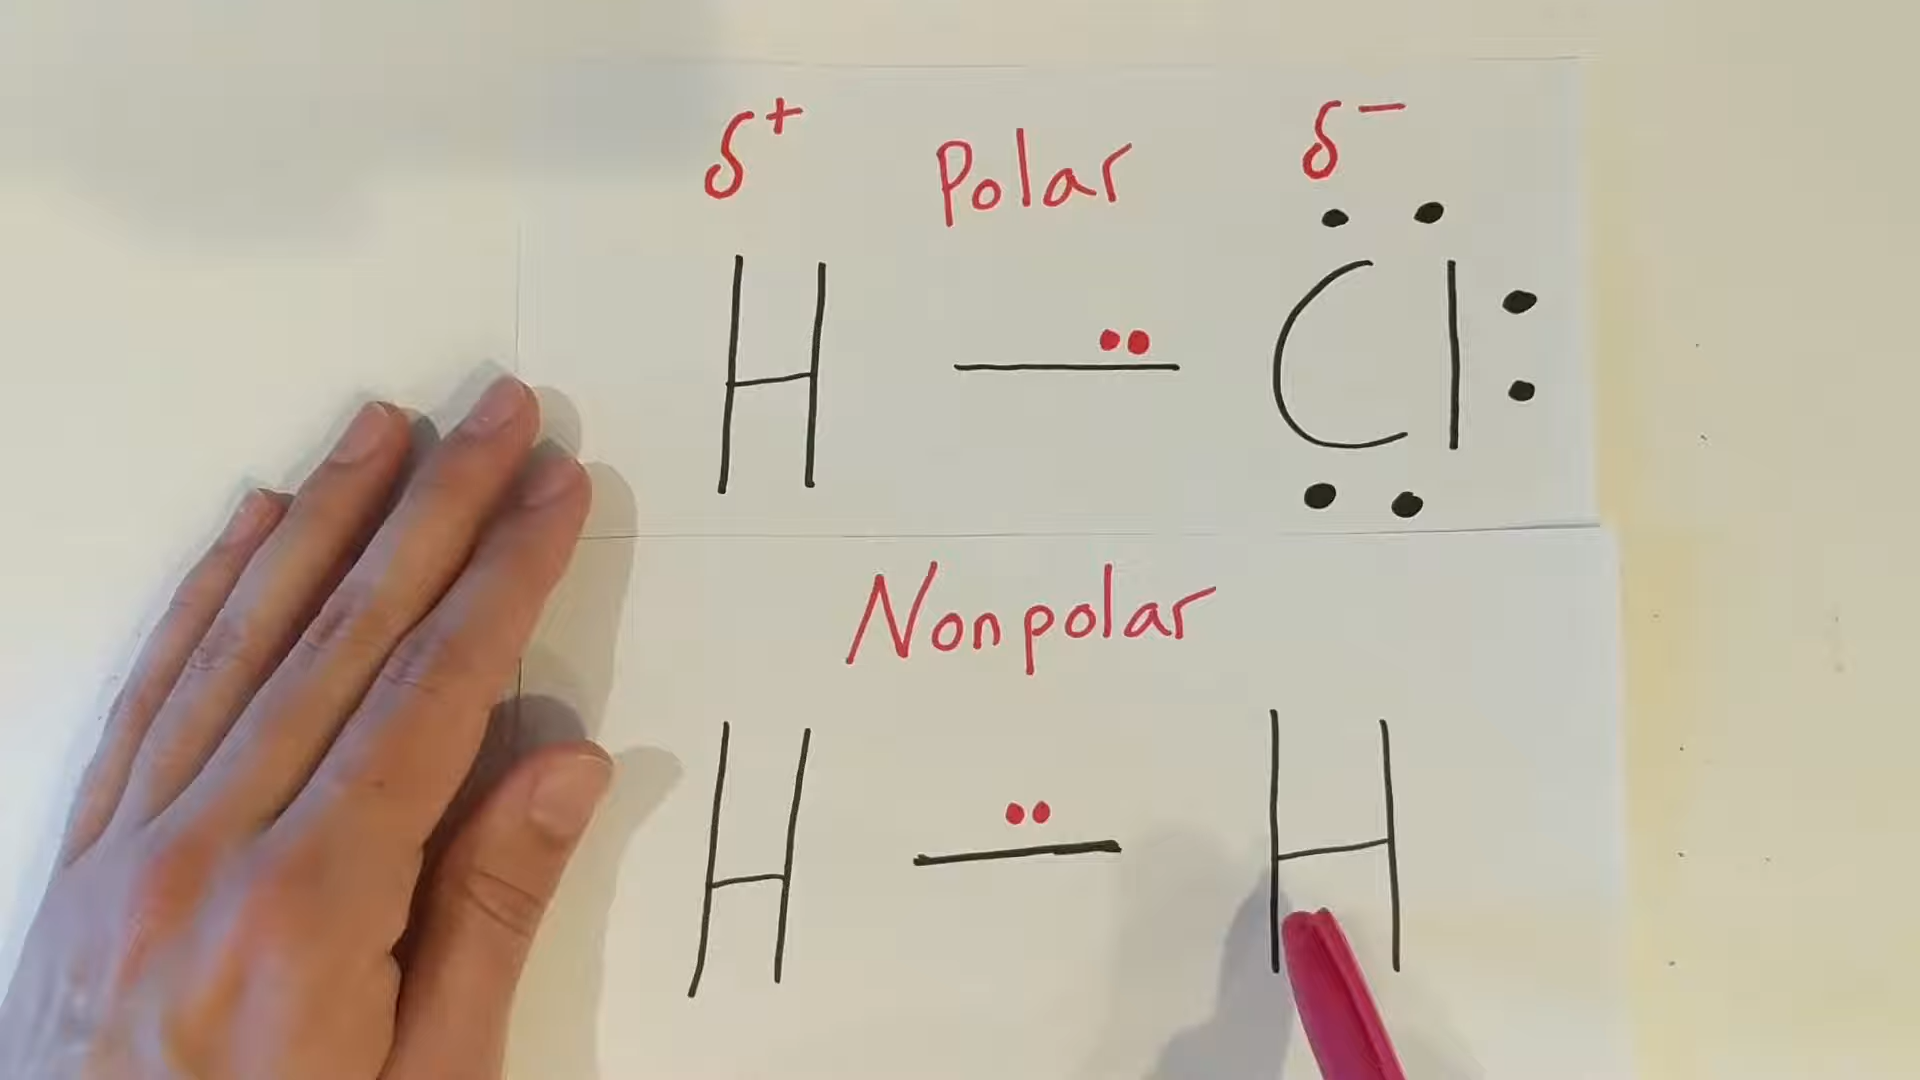 δ+ Polar δ−
H — Cl
Nonpolar
H — H